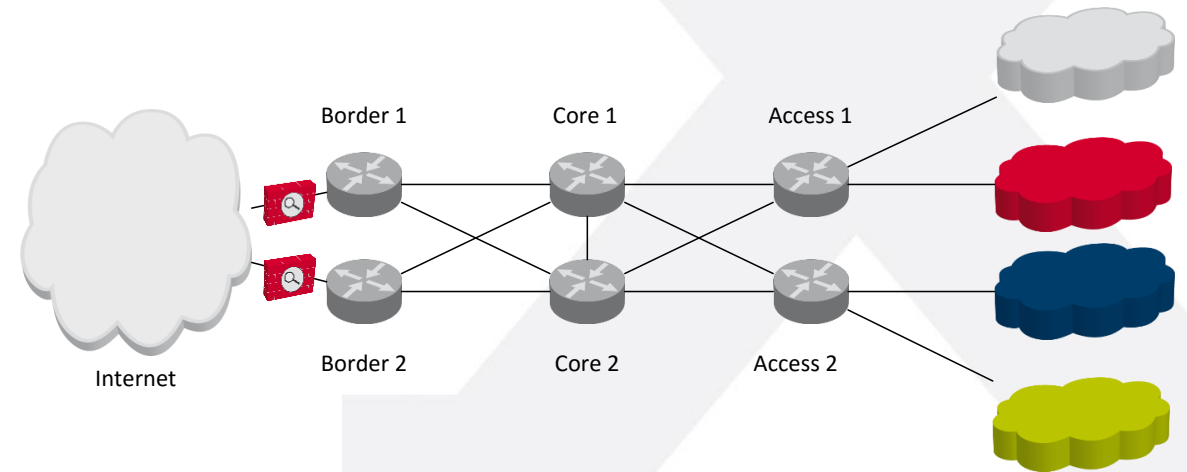 Border 1
Core 1
Access 1
Internet
Border 2
Core 2
Access 2